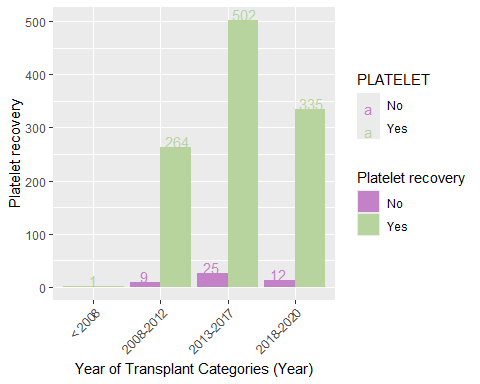 Platelet recovery
500
400
300
200
100
0
1
9
264
25
502
12
335
< 2008
2008-2012
2013-2017
2018-2020
Year of Transplant Categories (Year)
PLATELET
a No
a Yes
Platelet recovery
No
Yes